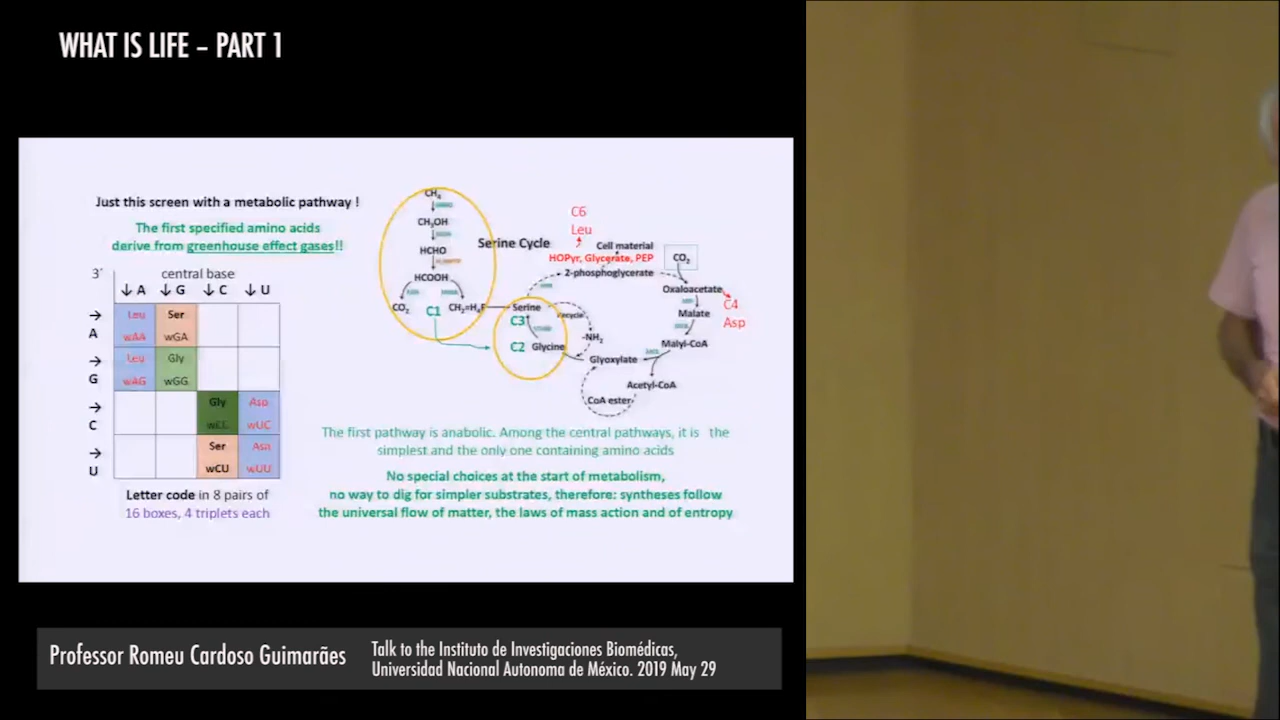 WHAT IS LIFE – PART 1
Just this screen with a metabolic pathway !
The first specified amino acids
derive from greenhouse effect gases!!
3'
central base
↓ A ↓ G ↓ C ↓ U
→
A
Leu Ser
wAA wGA
→
G
Leu Gly
wAG wGG
→
C
Gly Asp
wCC wUC
→
U
Ser Asn
wCU wUU
Letter code in 8 pairs of
16 boxes, 4 triplets each
CH4
CH3OH
HCHO
HCOOH
CO2
C1
CH2=H4F
Serine Cycle
C6
Leu
Cell material
HOPyr, Glycerate, PEP
2-phosphoglycerate
CO2
Oxaloacetate
C4
Asp
Malate
Malyl-CoA
Serine
C3
C2
Glycine
-NH2
Glyoxylate
Acetyl-CoA
CoA ester
The first pathway is anabolic. Among the central pathways, it is the
simplest and the only one containing amino acids
No special choices at the start of metabolism,
no way to dig for simpler substrates, therefore: syntheses follow
the universal flow of matter, the laws of mass action and of entropy
Professor Romeu Cardoso Guimarães
Talk to the Instituto de Investigaciones Biomédicas,
Universidad Nacional Autonoma de México. 2019 May 29